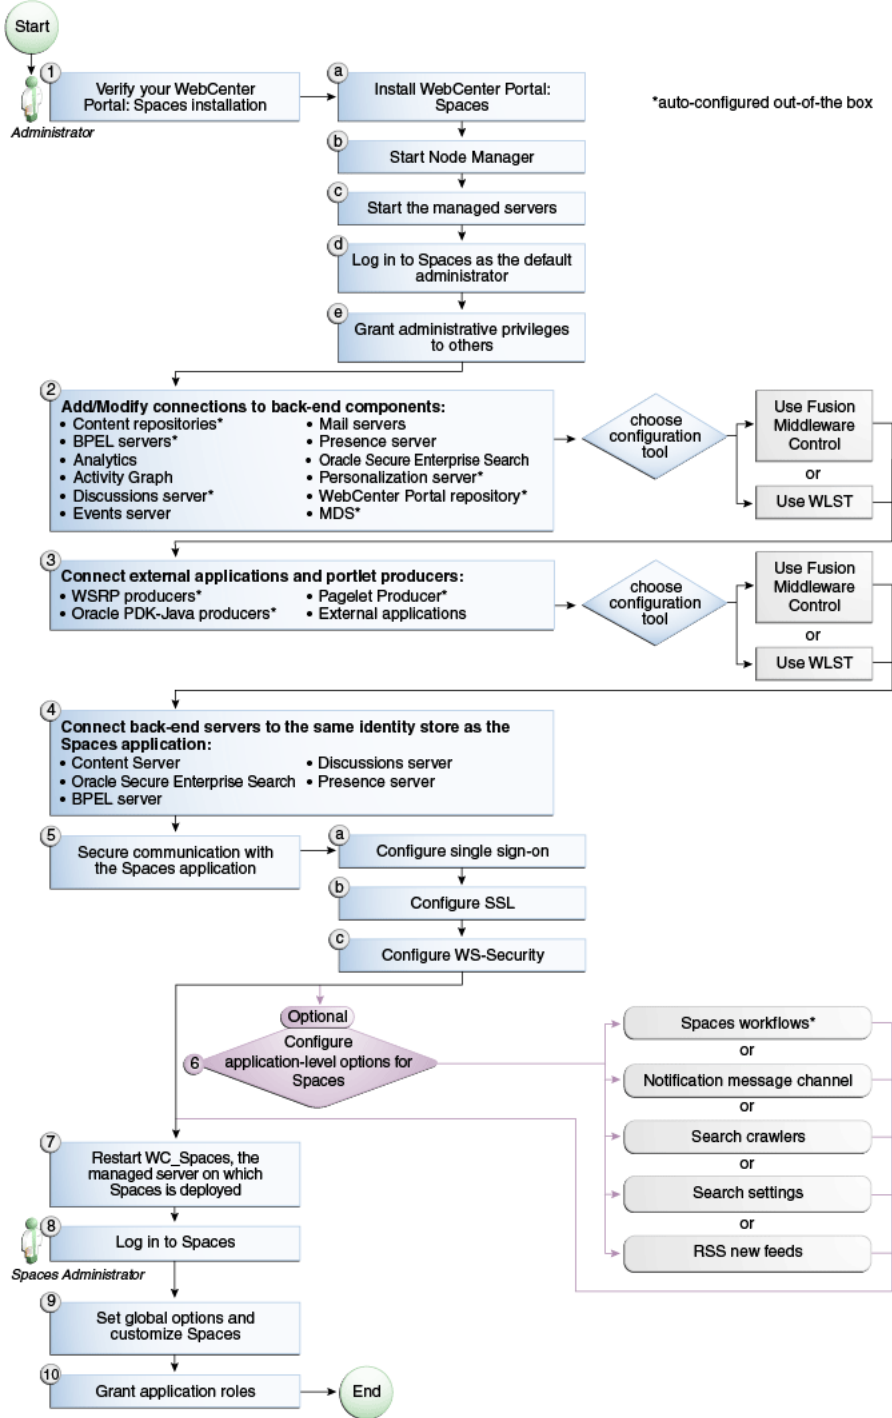 Start
1
Verify your WebCenter
Portal: Spaces installation
Administrator
a
Install WebCenter Portal:
Spaces
*auto-configured out-of-the box
b
Start Node Manager
c
Start the managed servers
d
Log in to Spaces as the default
administrator
e
Grant administrative privileges
to others
2
Add/Modify connections to back-end components:
• Content repositories*
• BPEL servers*
• Analytics
• Activity Graph
• Discussions server*
• Events server
• Mail servers
• Presence server
• Oracle Secure Enterprise Search
• Personalization server*
• WebCenter Portal repository*
• MDS*
choose
configuration
tool
Use Fusion
Middleware
Control
or
Use WLST
3
Connect external applications and portlet producers:
• WSRP producers*
• Oracle PDK-Java producers*
• Pagelet Producer*
• External applications
choose
configuration
tool
Use Fusion
Middleware
Control
or
Use WLST
4
Connect back-end servers to the same identity store as the
Spaces application:
• Content Server
• Oracle Secure Enterprise Search
• BPEL server
• Discussions server
• Presence server
5
Secure communication with
the Spaces application
a
Configure single sign-on
b
Configure SSL
c
Configure WS-Security
Optional
6
Configure
application-level options for
Spaces
Spaces workflows*
or
Notification message channel
or
Search crawlers
or
Search settings
or
RSS new feeds
7
Restart WC_Spaces, the
managed server on which
Spaces is deployed
8
Log in to Spaces
Spaces Administrator
9
Set global options and
customize Spaces
10
Grant application roles
End